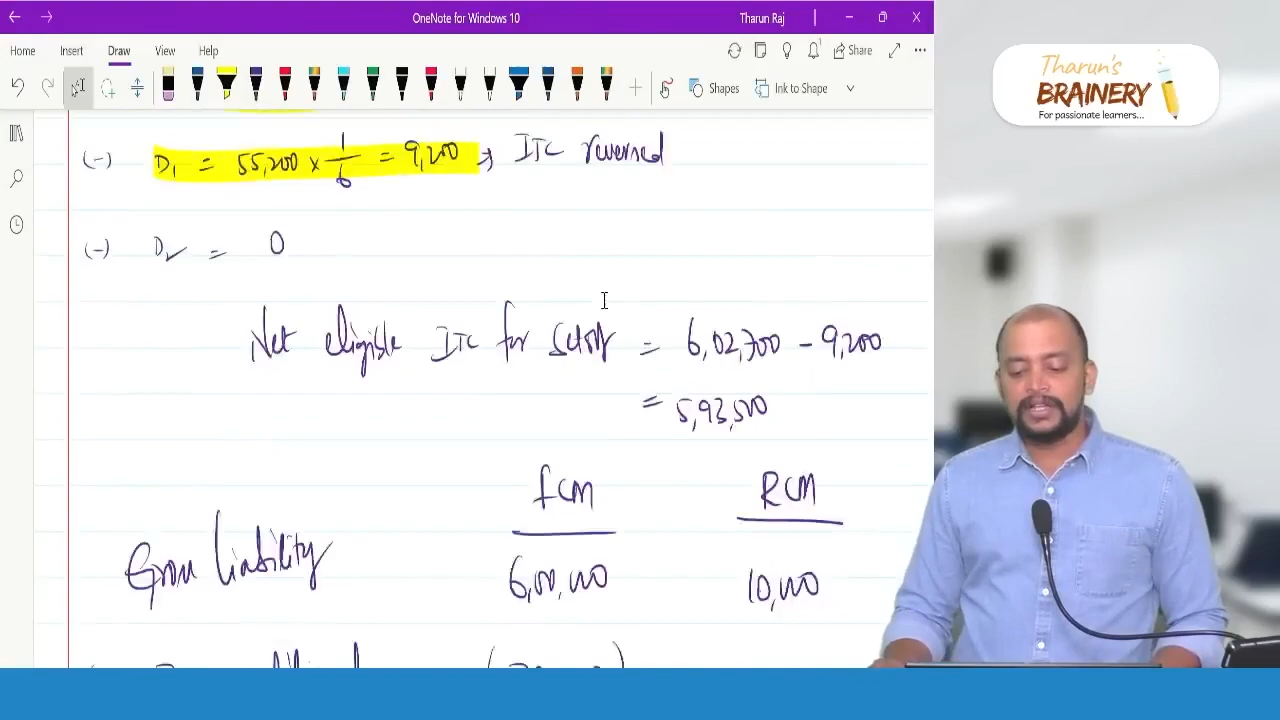 OneNote for Windows 10
Tharun Raj
Home Insert Draw View Help
Share
Shapes
Ink to Shape
Tharun's
BRAINERY
For passionate learners...
(-) D1 = 55,200 × 1/6 = 9,200 → ITC reversed
(-) D2 = 0
Net eligible ITC for Setoff = 6,02,700 - 9,200
= 5,93,500
FCM RCM
Gross liability 6,00,000 10,000